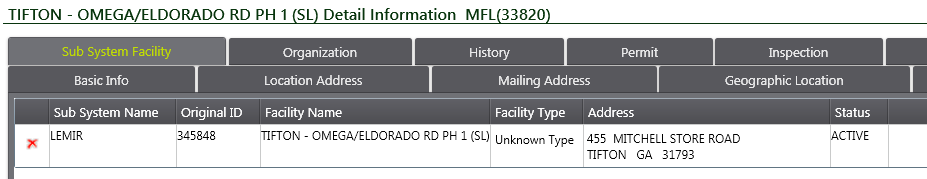 TIFTON - OMEGA/ELDORADO RD PH 1 (SL) Detail Information MFL(33820)
Sub System Facility Organization History Permit Inspection
Basic Info Location Address Mailing Address Geographic Location
Sub System Name Original ID Facility Name Facility Type Address Status
LEMIR 345848 TIFTON - OMEGA/ELDORADO RD PH 1 (SL) Unknown Type 455 MITCHELL STORE ROAD ACTIVE
TIFTON GA 31793